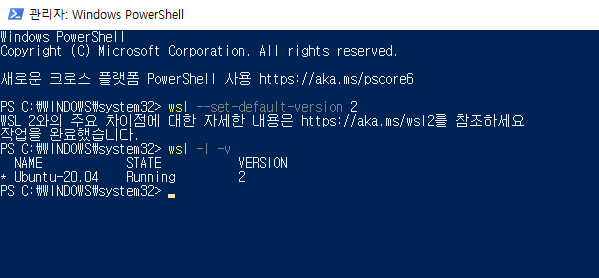 관리자: Windows PowerShell
Windows PowerShell
Copyright (C) Microsoft Corporation. All rights reserved.
새로운 크로스 플랫폼 PowerShell 사용 https://aka.ms/pscore6
PS C:₩WINDOWS₩system32> wsl --set-default-version 2
WSL 2와의 주요 차이점에 대한 자세한 내용은 https://aka.ms/wsl2를 참조하세요
작업을 완료했습니다.
PS C:₩WINDOWS₩system32> wsl -l -v
NAME STATE VERSION
* Ubuntu-20.04 Running 2
PS C:₩WINDOWS₩system32>